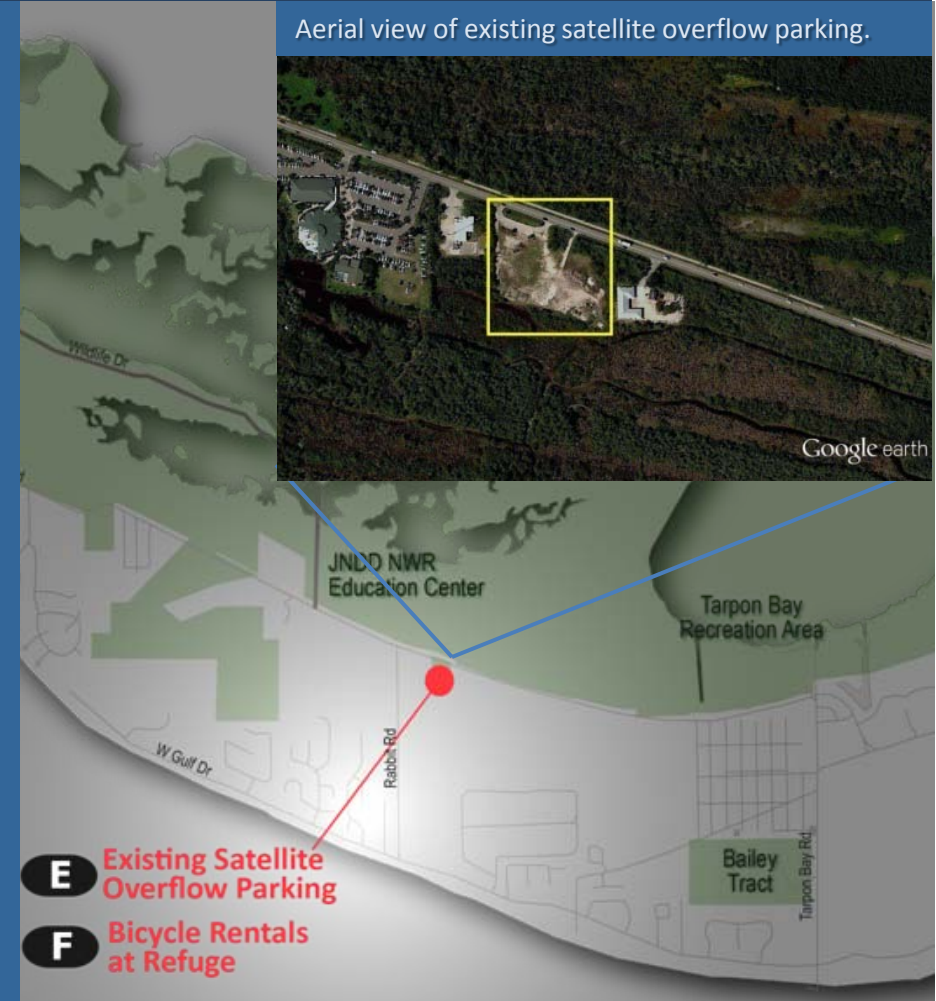 Aerial view of existing satellite overflow parking.
Google earth
Wildlife Dr
JNDD NWR
Education Center
Tarpon Bay
Recreation Area
Rabbit Rd
W Gulf Dr
Bailey
Tract
Tarpon Bay Rd
E Existing Satellite
Overflow Parking
F Bicycle Rentals
at Refuge